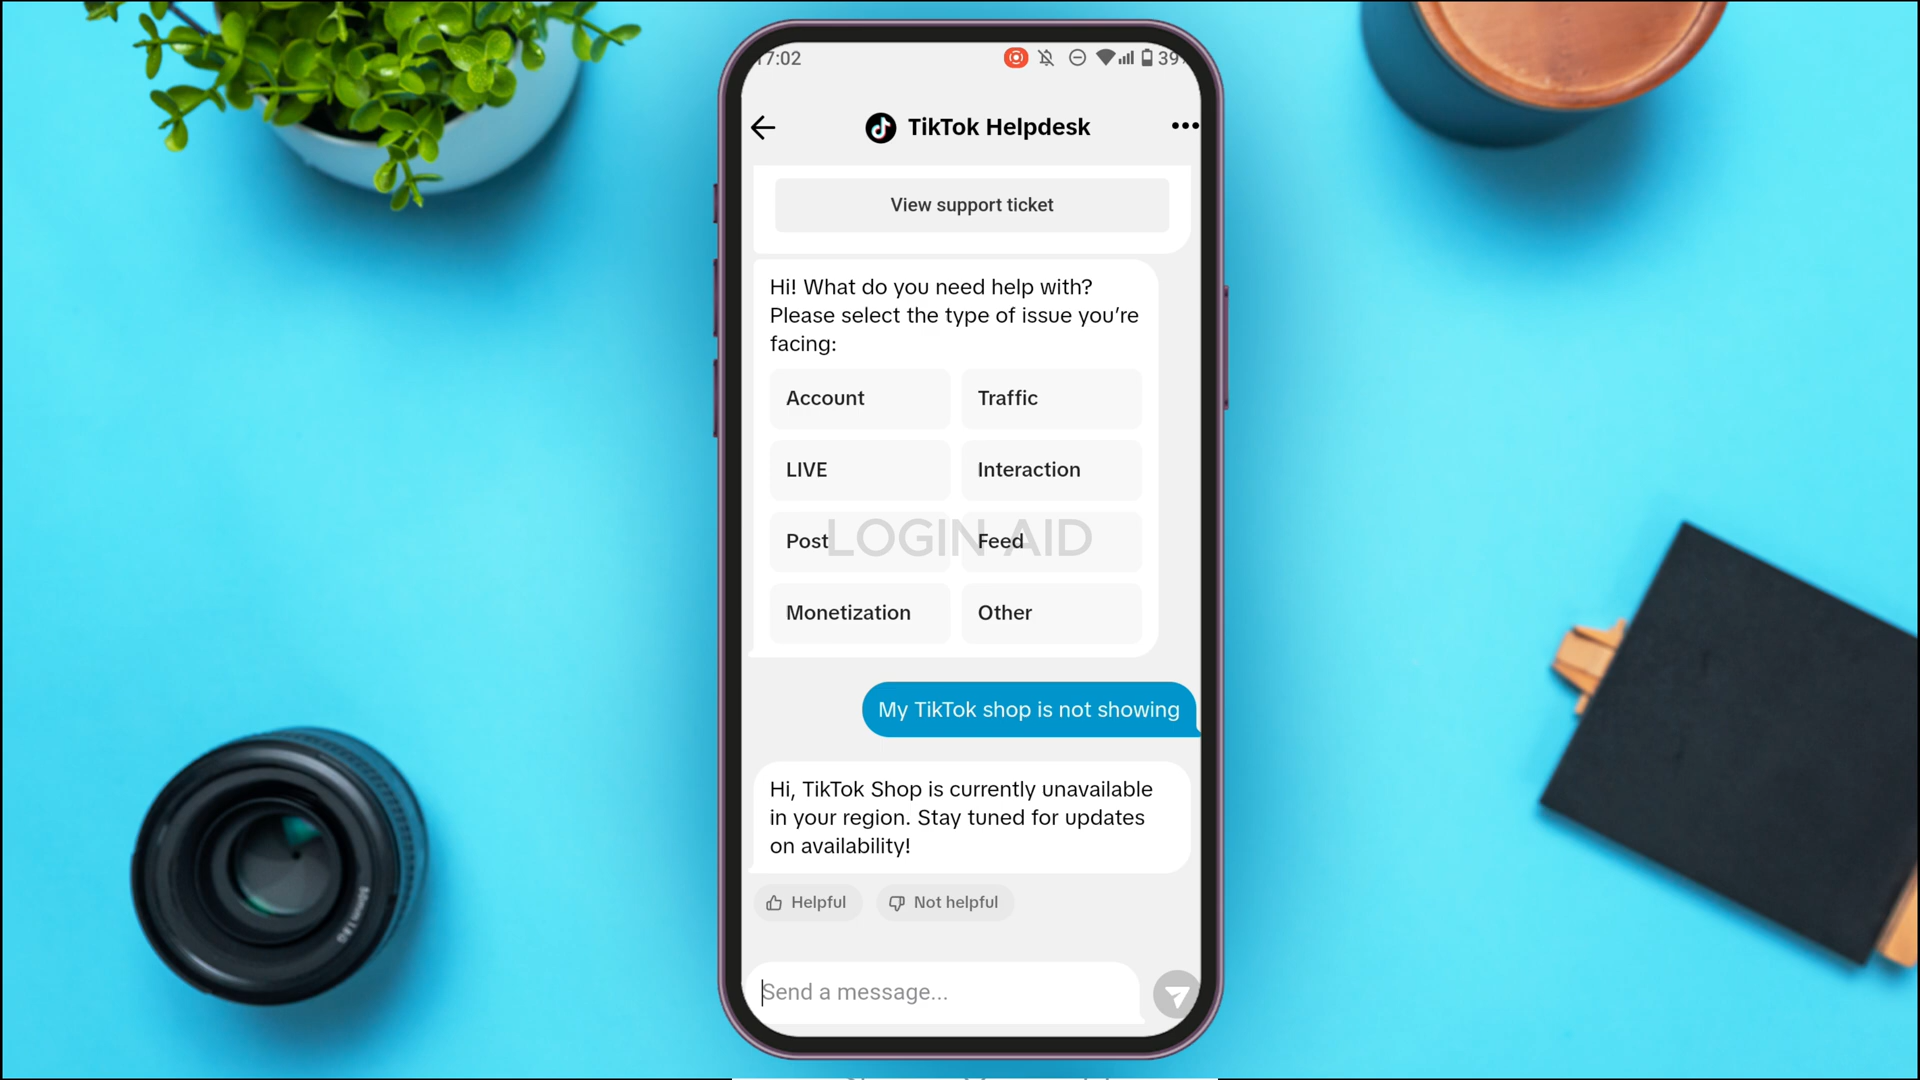 17:02
39
TikTok Helpdesk
View support ticket
Hi! What do you need help with?
Please select the type of issue you’re
facing:
Account
Traffic
LIVE
Interaction
Post
Feed
LOGIN AID
Monetization
Other
My TikTok shop is not showing
Hi, TikTok Shop is currently unavailable
in your region. Stay tuned for updates
on availability!
Helpful
Not helpful
Send a message...